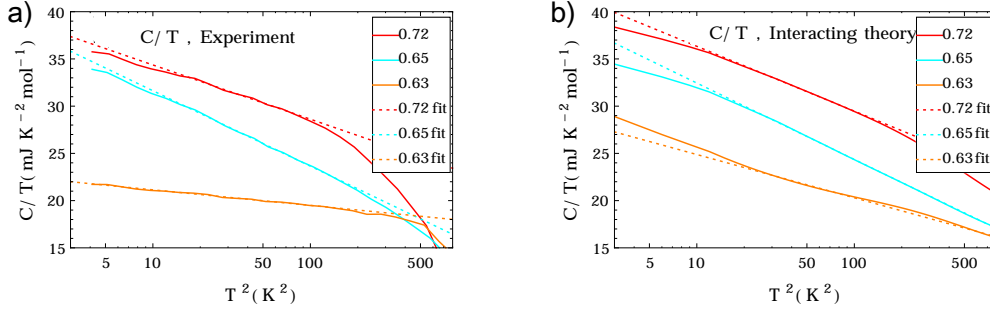 a)
C/T , Experiment
C/T(mJ K⁻² mol⁻¹)
40
35
30
25
20
15
5
10
50
100
500
T²(K²)
0.72
0.65
0.63
0.72 fit
0.65 fit
0.63 fit
b)
C/T , Interacting theory
C/T(mJ K⁻² mol⁻¹)
40
35
30
25
20
15
5
10
50
100
500
T²(K²)
0.72
0.65
0.63
0.72 fit
0.65 fit
0.63 fit